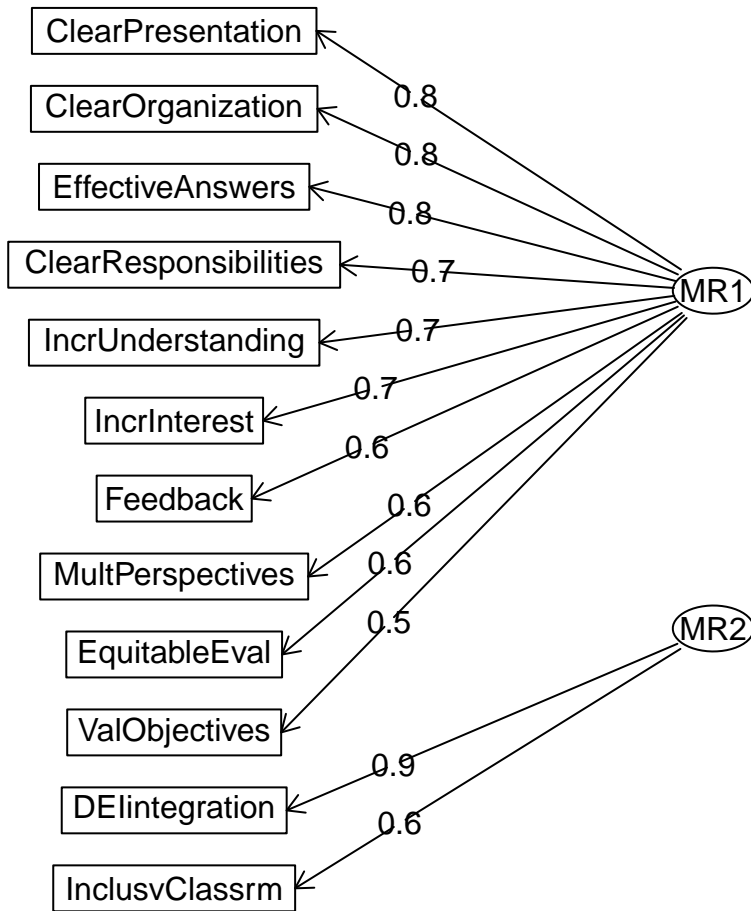 ClearPresentation
0.8
ClearOrganization
0.8
EffectiveAnswers
0.8
ClearResponsibilities
0.7
MR1
IncrUnderstanding
0.7
IncrInterest
0.7
Feedback
0.6
MultPerspectives
0.6
EquitableEval
0.6
MR2
ValObjectives
0.5
DEIintegration
0.9
InclusvClassrm
0.6